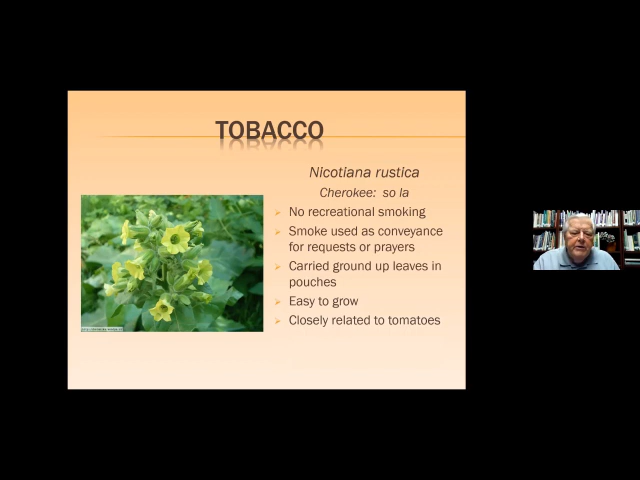 TOBACCO
Nicotiana rustica
Cherokee: so la
No recreational smoking
Smoke used as conveyance
for requests or prayers
Carried ground up leaves in
pouches
Easy to grow
Closely related to tomatoes